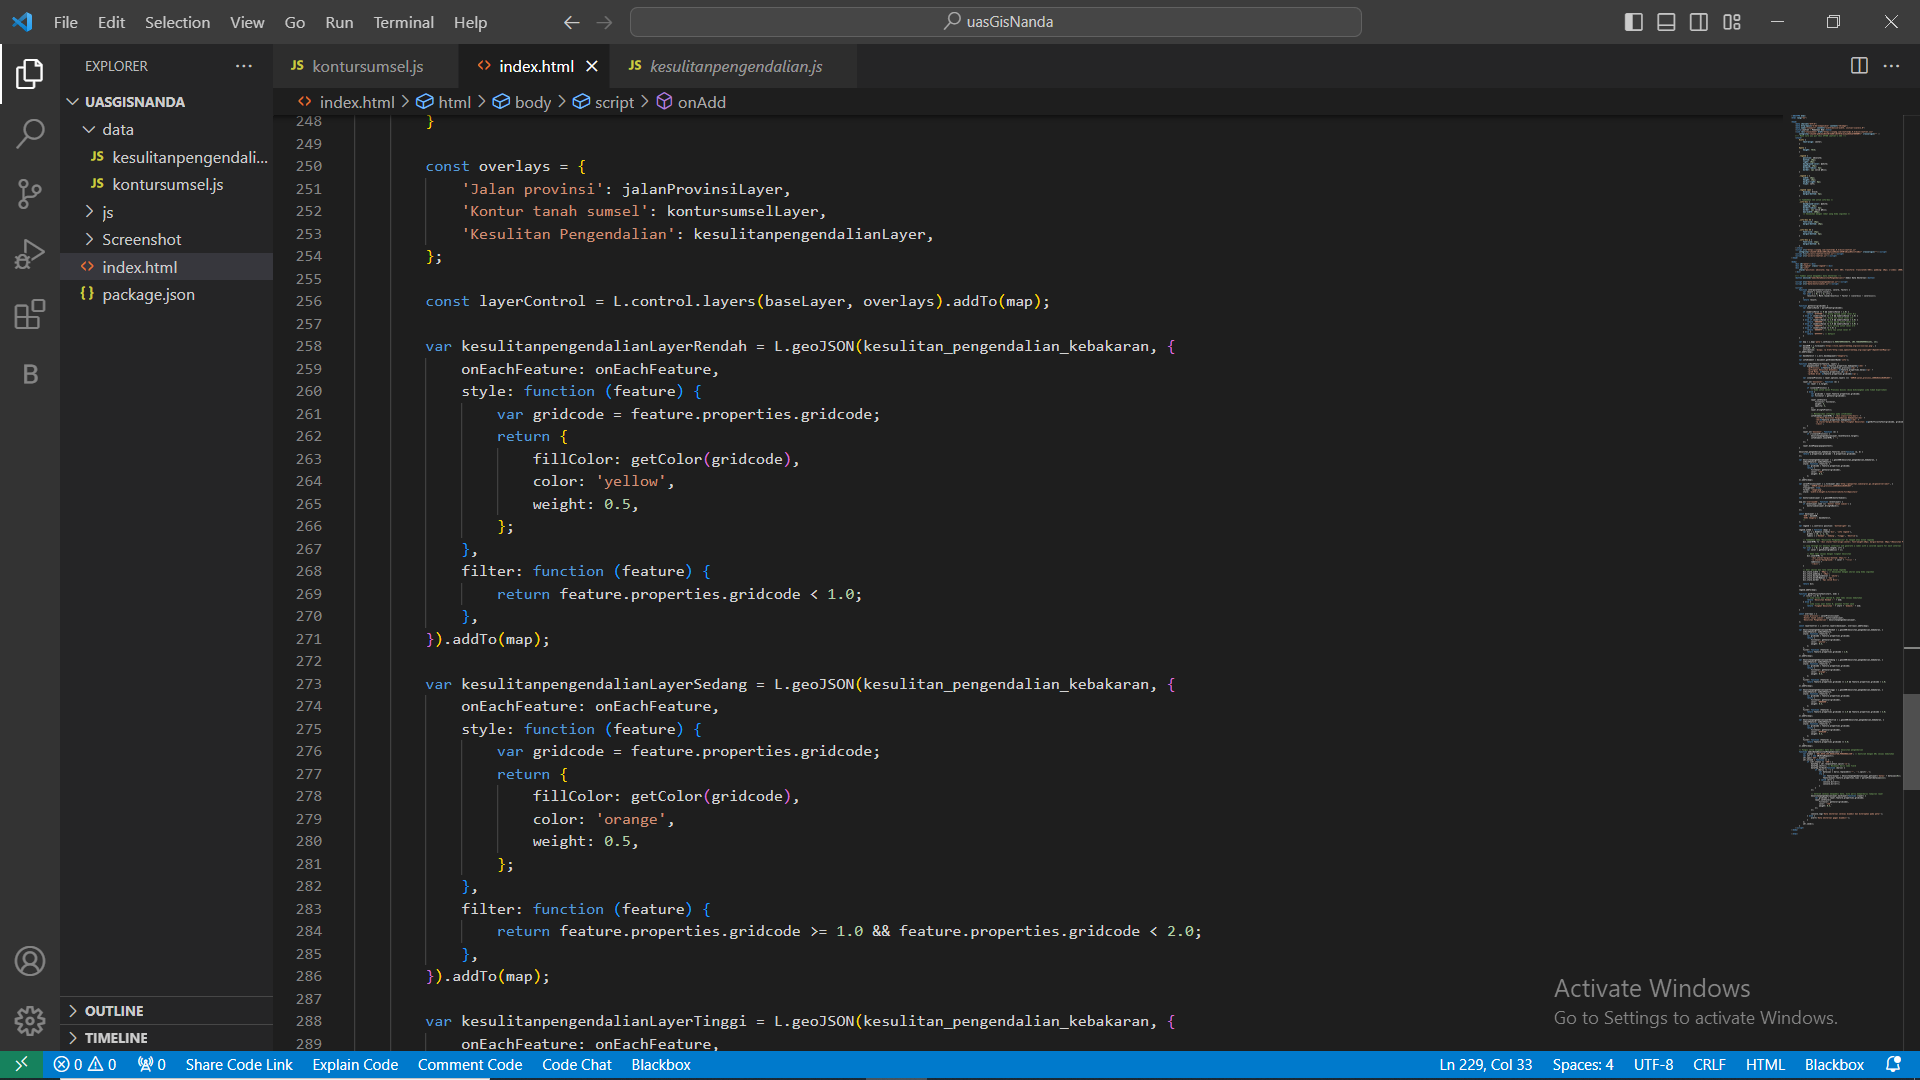 File Edit Selection View Go Run Terminal Help
uasGisNanda
EXPLORER
kontursumsel.js
index.html
kesulitanpengendalian.js
UASGISNANDA
index.html > html > body > script > onAdd
data
kesulitanpengendali...
kontursumsel.js
js
Screenshot
index.html
package.json
248 }
249
250 const overlays = {
251 'Jalan provinsi': jalanProvinsiLayer,
252 'Kontur tanah sumsel': kontursumselLayer,
253 'Kesulitan Pengendalian': kesulitanpengendalianLayer,
254 };
255
256 const layerControl = L.control.layers(baseLayer, overlays).addTo(map);
257
258 var kesulitanpengendalianLayerRendah = L.geoJSON(kesulitan_pengendalian_kebakaran, {
259 onEachFeature: onEachFeature,
260 style: function (feature) {
261 var gridcode = feature.properties.gridcode;
262 return {
263 fillColor: getColor(gridcode),
264 color: 'yellow',
265 weight: 0.5,
266 };
267 },
268 filter: function (feature) {
269 return feature.properties.gridcode < 1.0;
270 },
271 }).addTo(map);
272
273 var kesulitanpengendalianLayerSedang = L.geoJSON(kesulitan_pengendalian_kebakaran, {
274 onEachFeature: onEachFeature,
275 style: function (feature) {
276 var gridcode = feature.properties.gridcode;
277 return {
278 fillColor: getColor(gridcode),
279 color: 'orange',
280 weight: 0.5,
281 };
282 },
283 filter: function (feature) {
284 return feature.properties.gridcode >= 1.0 && feature.properties.gridcode < 2.0;
285 },
286 }).addTo(map);
287
288 var kesulitanpengendalianLayerTinggi = L.geoJSON(kesulitan_pengendalian_kebakaran, {
289 onEachFeature: onEachFeature,
OUTLINE
TIMELINE
Activate Windows
Go to Settings to activate Windows.
0 0 0 Share Code Link Explain Code Comment Code Code Chat Blackbox
Ln 229, Col 33 Spaces: 4 UTF-8 CRLF HTML Blackbox